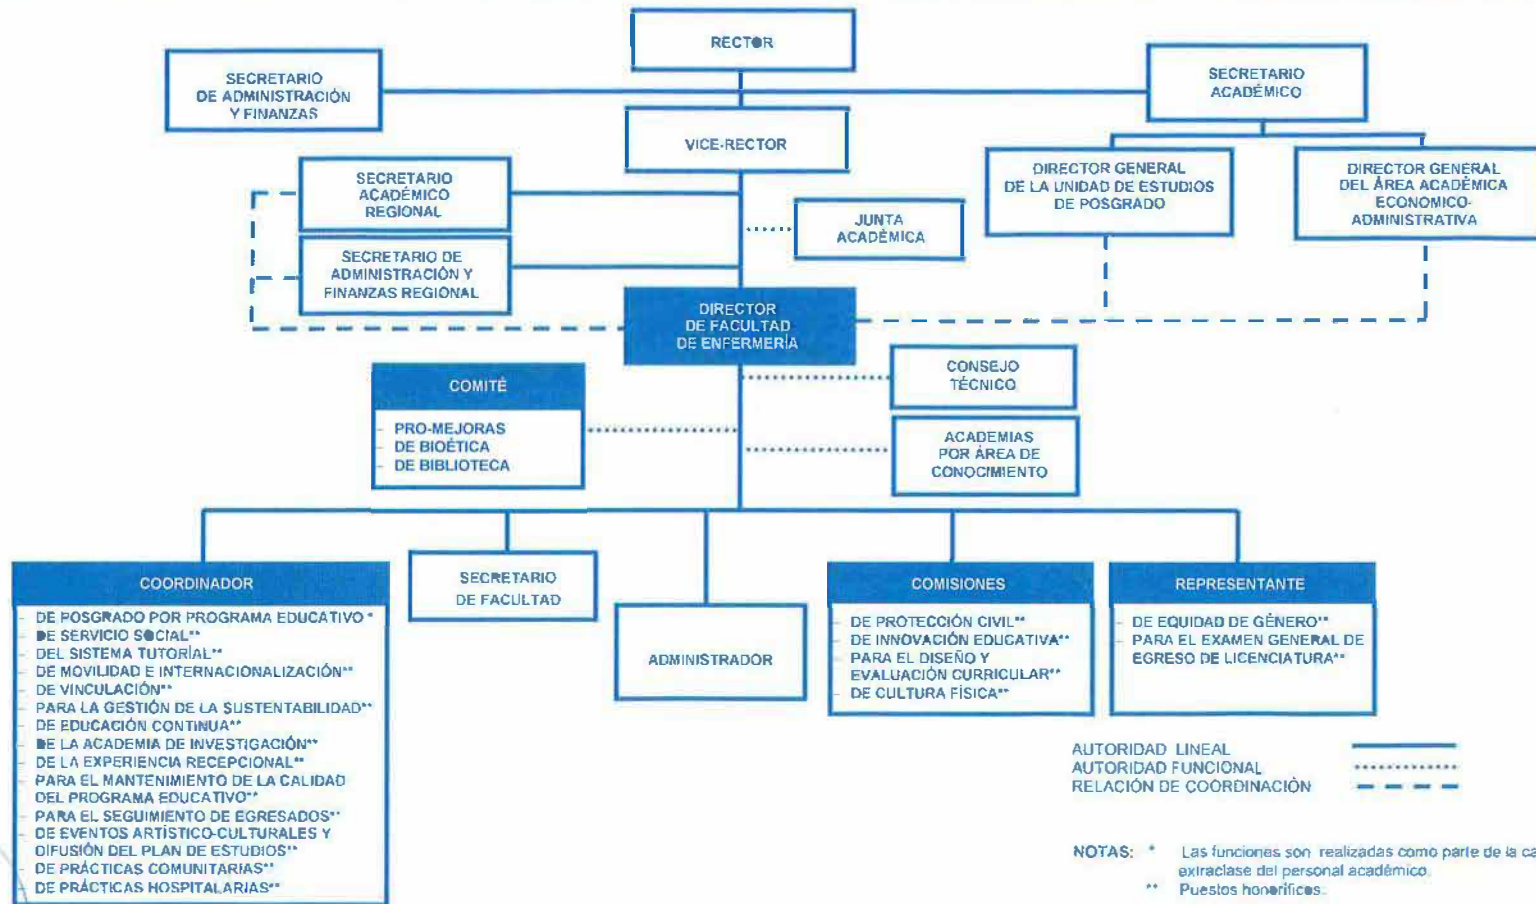 RECTOR
SECRETARIO
DE ADMINISTRACIÓN
Y FINANZAS
SECRETARIO
ACADÉMICO
VICE-RECTOR
SECRETARIO
ACADÉMICO
REGIONAL
DIRECTOR GENERAL
DE LA UNIDAD DE ESTUDIOS
DE POSGRADO
DIRECTOR GENERAL
DEL ÁREA ACADÉMICA
ECONOMICO-
ADMINISTRATIVA
JUNTA
ACADÉMICA
SECRETARIO DE
ADMINISTRACIÓN Y
FINANZAS REGIONAL
DIRECTOR
DE FACULTAD
DE ENFERMERÍA
CONSEJO
TÉCNICO
COMITÉ
- PRO-MEJORAS
- DE BIOÉTICA
- DE BIBLIOTECA
ACADEMIAS
POR ÁREA DE
CONOCIMIENTO
COORDINADOR
- DE POSGRADO POR PROGRAMA EDUCATIVO *
- DE SERVICIO SOCIAL**
- DEL SISTEMA TUTORÍAL**
- DE MOVILIDAD E INTERNACIONALIZACIÓN**
- DE VINCULACIÓN**
- PARA LA GESTIÓN DE LA SUSTENTABILIDAD**
- DE EDUCACIÓN CONTINUA**
- DE LA ACADEMIA DE INVESTIGACIÓN**
- DE LA EXPERIENCIA RECEPCIONAL**
- PARA EL MANTENIMIENTO DE LA CALIDAD
DEL PROGRAMA EDUCATIVO**
- PARA EL SEGUIMIENTO DE EGRESADOS**
- DE EVENTOS ARTÍSTICO-CULTURALES Y
DIFUSIÓN DEL PLAN DE ESTUDIOS**
- DE PRÁCTICAS COMUNITARIAS**
- DE PRÁCTICAS HOSPITALARIAS**
SECRETARIO
DE FACULTAD
ADMINISTRADOR
COMISIONES
- DE PROTECCIÓN CIVIL**
- DE INNOVACIÓN EDUCATIVA**
- PARA EL DISEÑO Y
EVALUACIÓN CURRICULAR**
- DE CULTURA FÍSICA**
REPRESENTANTE
- DE EQUIDAD DE GÉNERO**
- PARA EL EXAMEN GENERAL DE
EGRESO DE LICENCIATURA**
AUTORIDAD LINEAL
AUTORIDAD FUNCIONAL
RELACIÓN DE COORDINACIÓN
NOTAS: * Las funciones son realizadas como parte de la
extraclase del personal académico.
** Puestos honoríficos.